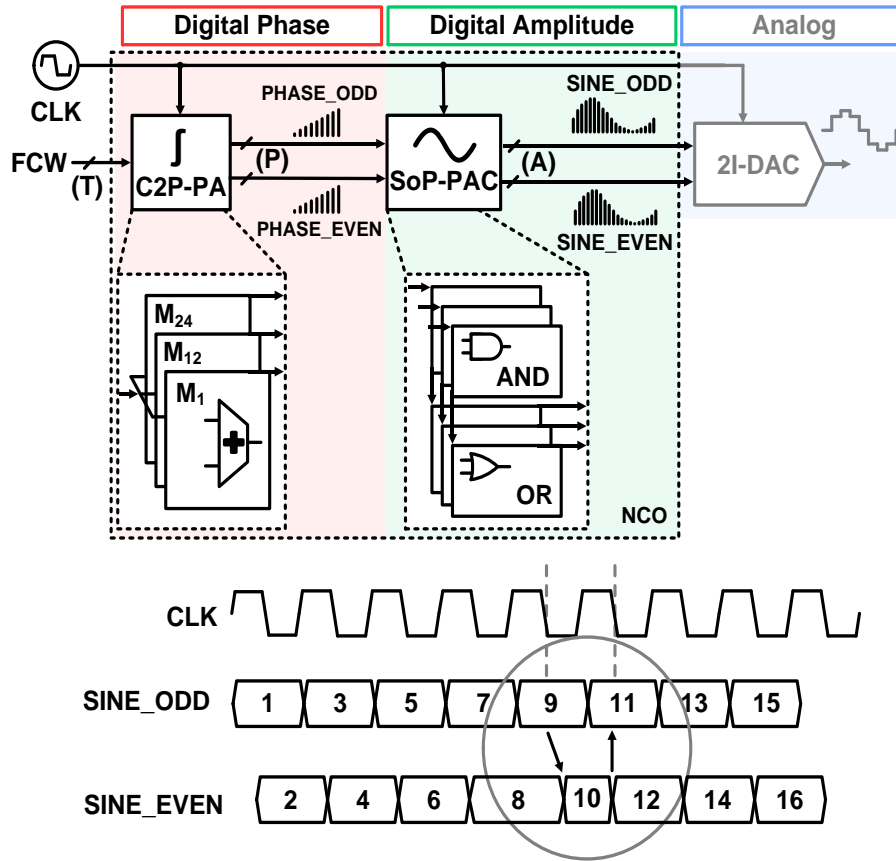 Digital Phase
Digital Amplitude
Analog
CLK
PHASE_ODD
SINE_ODD
FCW
(T)
∫
C2P-PA
(P)
SoP-PAC
(A)
2I-DAC
PHASE_EVEN
SINE_EVEN
M24
M12
M1
AND
OR
NCO
CLK
SINE_ODD 1 3 5 7 9 11 13 15
SINE_EVEN 2 4 6 8 10 12 14 16